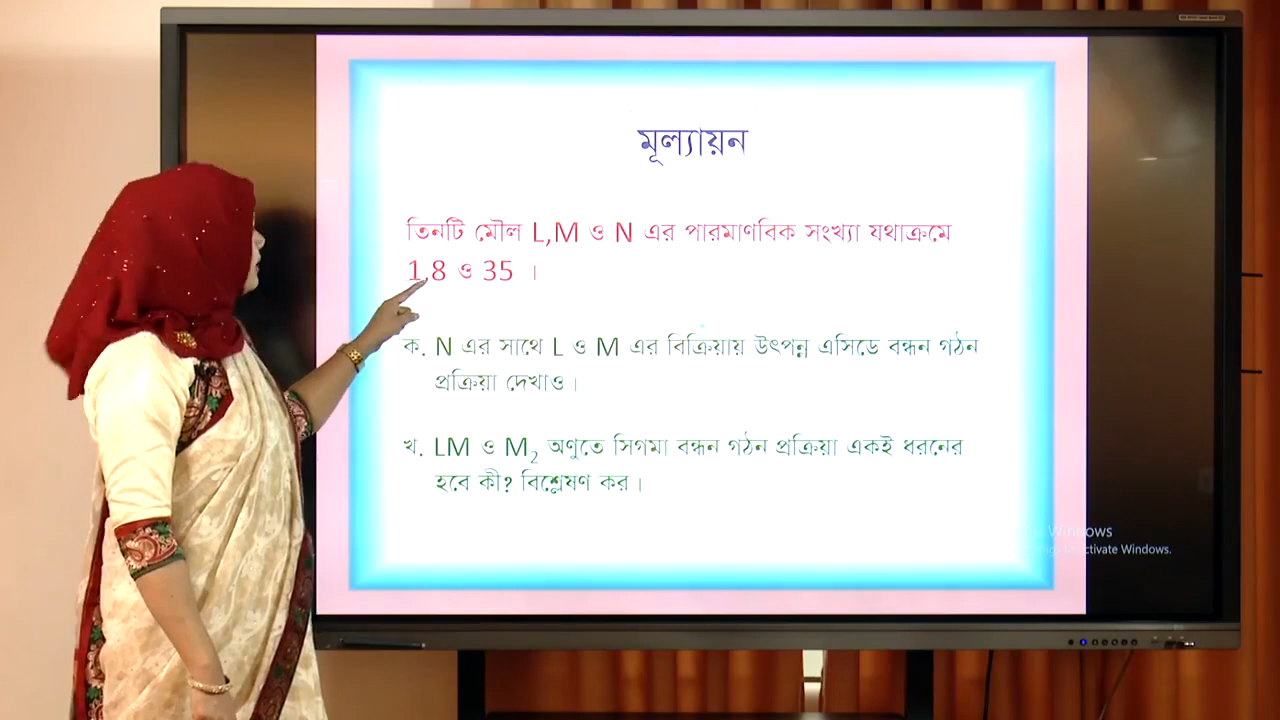 মূল্যায়ন
তিনটি মৌল L,M ও N এর পারমাণবিক সংখ্যা যথাক্রমে
1,8 ও 35 ।
ক. N এর সাথে L ও M এর বিক্রিয়ায় উৎপন্ন এসিডে বন্ধন গঠন
প্রক্রিয়া দেখাও।
খ. LM ও M₂ অণুতে সিগমা বন্ধন গঠন প্রক্রিয়া একই ধরনের
হবে কী? বিশ্লেষণ কর।
Windows
activate Windows.